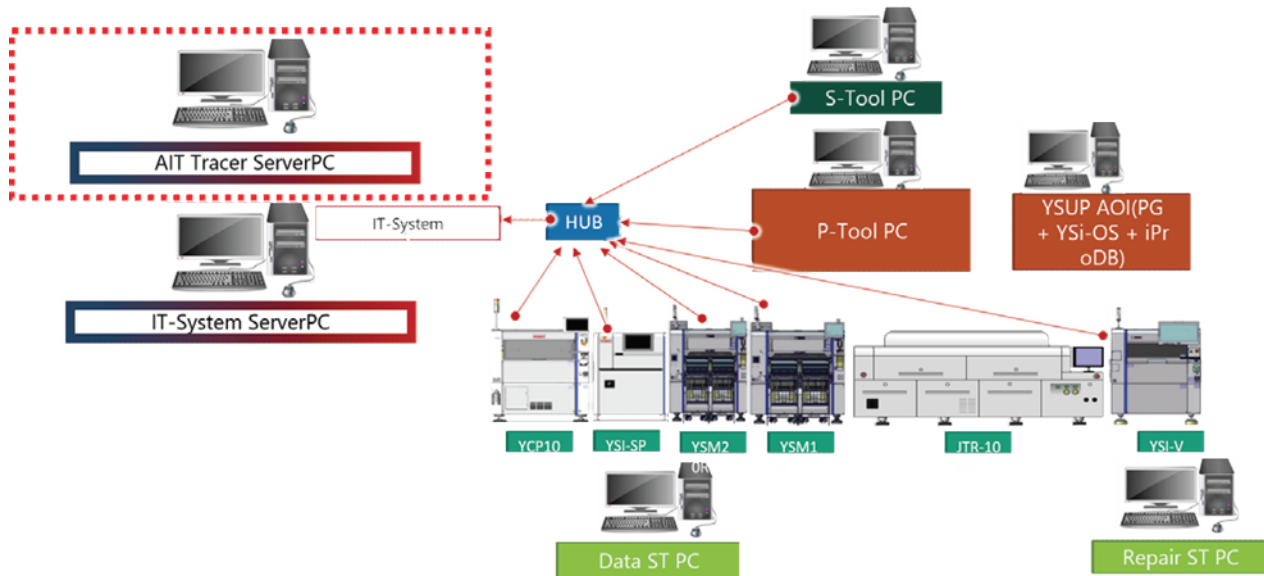 S-Tool PC
AIT Tracer ServerPC
IT-System
HUB
P-Tool PC
YSUP AOI(PG
+ YSi-OS + iPr
oDB)
IT-System ServerPC
YCP10
YSI-SP
YSM2
0R
YSM1
JTR-10
YSI-V
Data ST PC
Repair ST PC